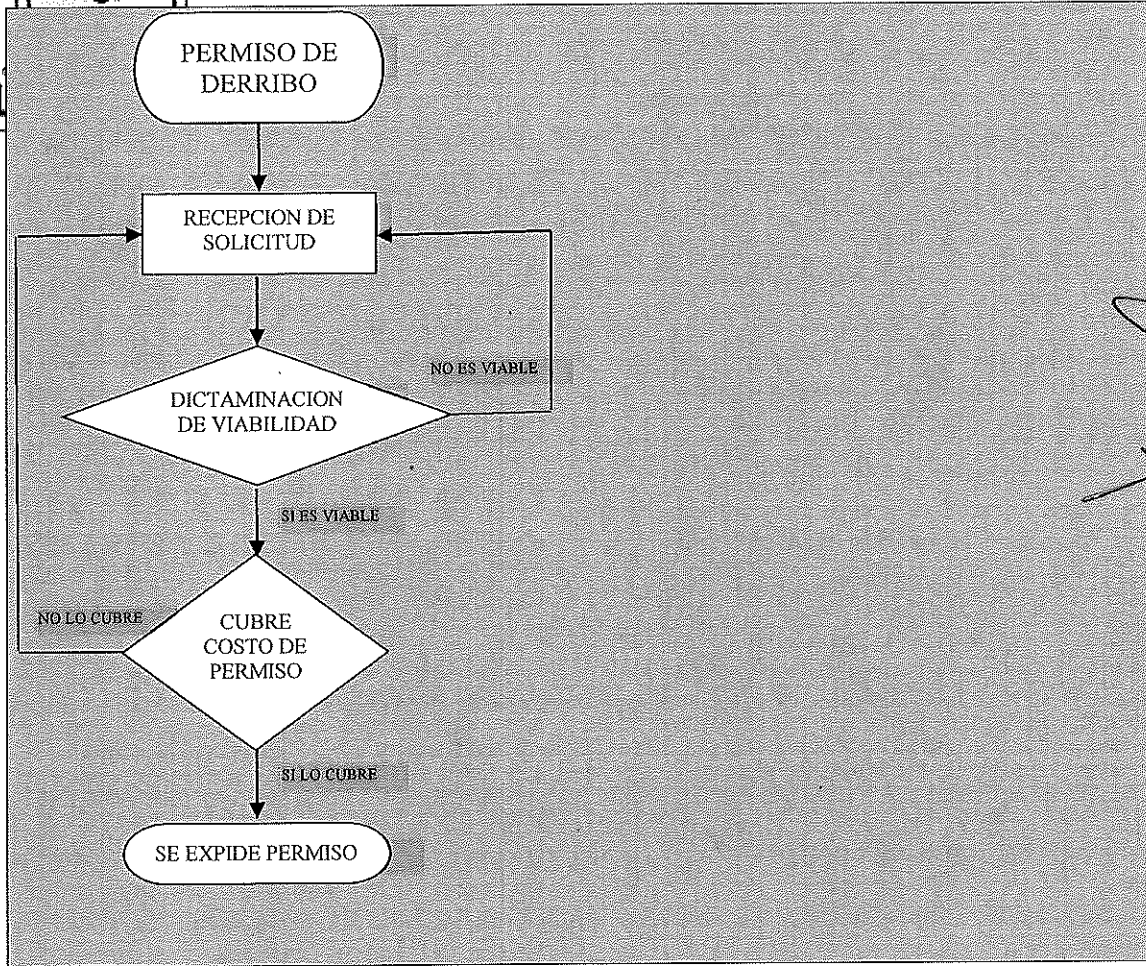 PERMISO DE
DERRIBO
RECEPCION DE
SOLICITUD
NO ES VIABLE
DICTAMINACION
DE VIABILIDAD
SI ES VIABLE
NO LO CUBRE
CUBRE
COSTO DE
PERMISO
SI LO CUBRE
SE EXPIDE PERMISO